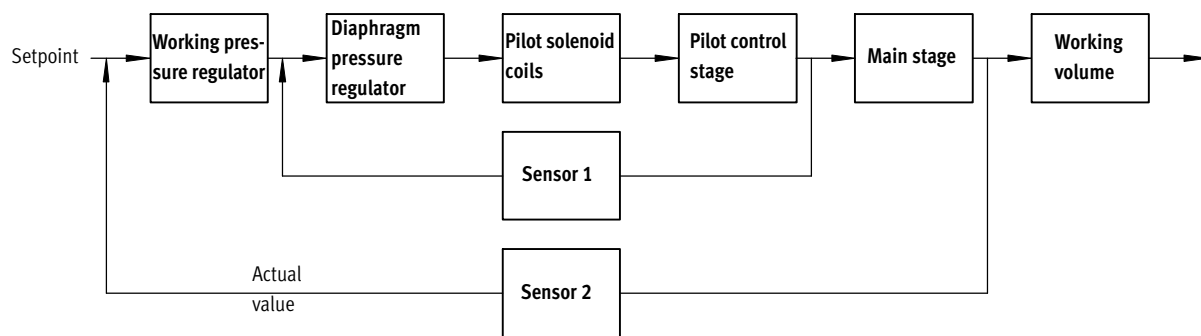 Setpoint
Working pres-
sure regulator
Diaphragm
pressure
regulator
Pilot solenoid
coils
Pilot control
stage
Main stage
Working
volume
Sensor 1
Actual
value
Sensor 2